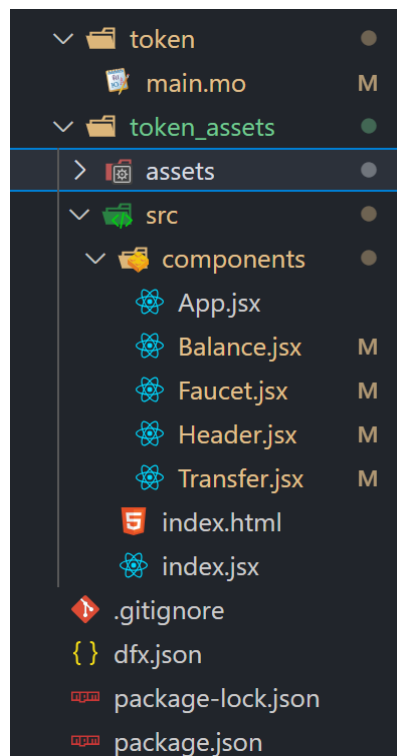 token
main.mo M
token_assets
assets
src
components
App.jsx
Balance.jsx M
Faucet.jsx M
Header.jsx M
Transfer.jsx M
index.html
index.jsx
.gitignore
{ } dfx.json
package-lock.json
package.json